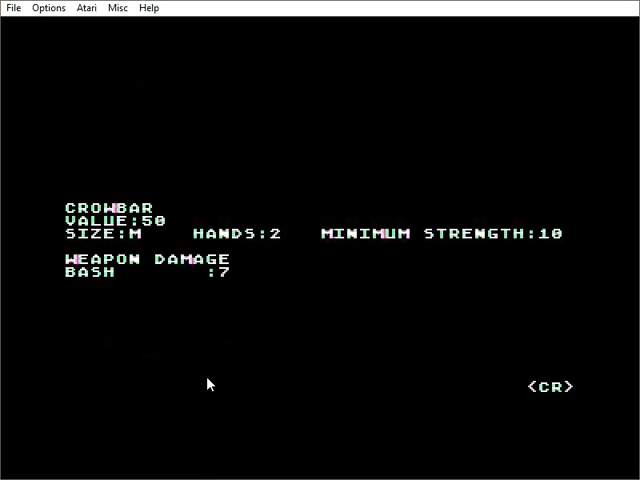 File Options Atari Misc Help
CROWBAR
VALUE:50
SIZE:M HANDS:2 MINIMUM STRENGTH:10
WEAPON DAMAGE
BASH :7
<CR>